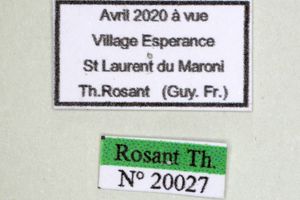 Avril 2020 à vue
Village Esperance
St Laurent du Maroni
Th.Rosant (Guy. Fr.)
Rosant Th.
N° 20027